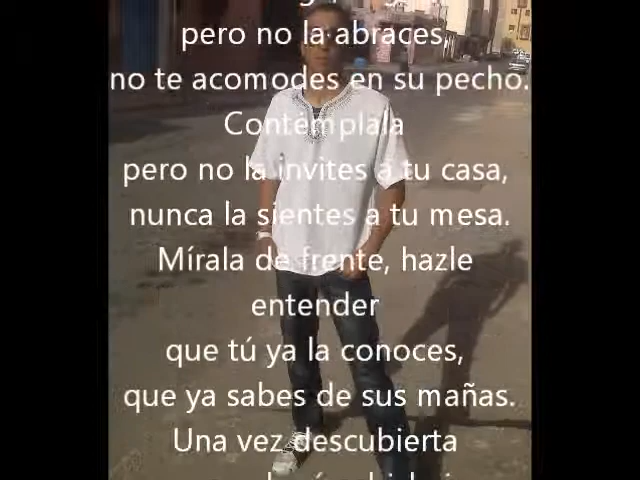 pero no la abraces,
no te acomodes en su pecho.
Contémplala
pero no la invites a tu casa,
nunca la sientes a tu mesa.
Mírala de frente, hazle
entender
que tú ya la conoces,
que ya sabes de sus mañas.
Una vez descubierta